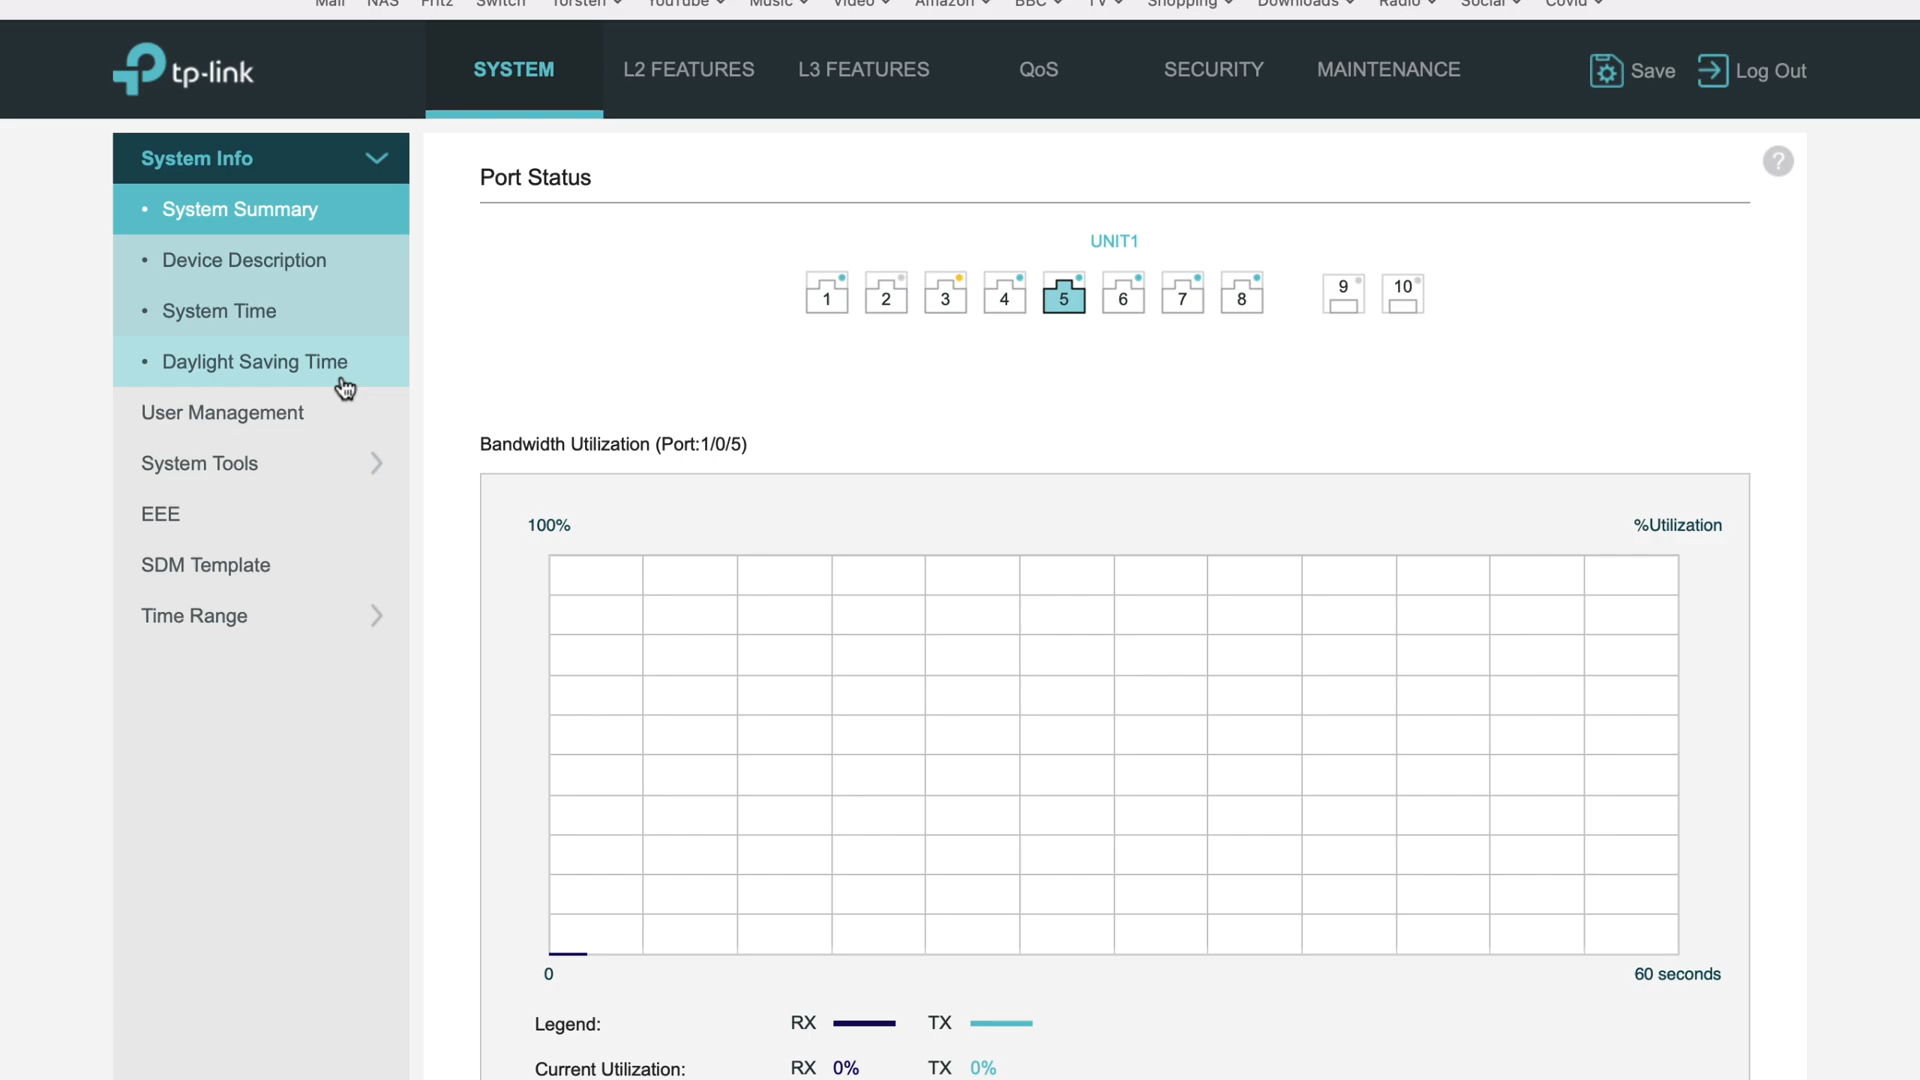 Mail NAS Fritz Switch Torsten YouTube Music Video Amazon BBC TV Shopping Downloads Radio Social Covid
tp-link
SYSTEM L2 FEATURES L3 FEATURES QoS SECURITY MAINTENANCE Save Log Out
System Info
• System Summary
• Device Description
• System Time
• Daylight Saving Time
User Management
System Tools
EEE
SDM Template
Time Range
Port Status
?
UNIT1
1 2 3 4 5 6 7 8 9 10
Bandwidth Utilization (Port:1/0/5)
100% %Utilization
0 60 seconds
Legend: RX TX
Current Utilization: RX 0% TX 0%